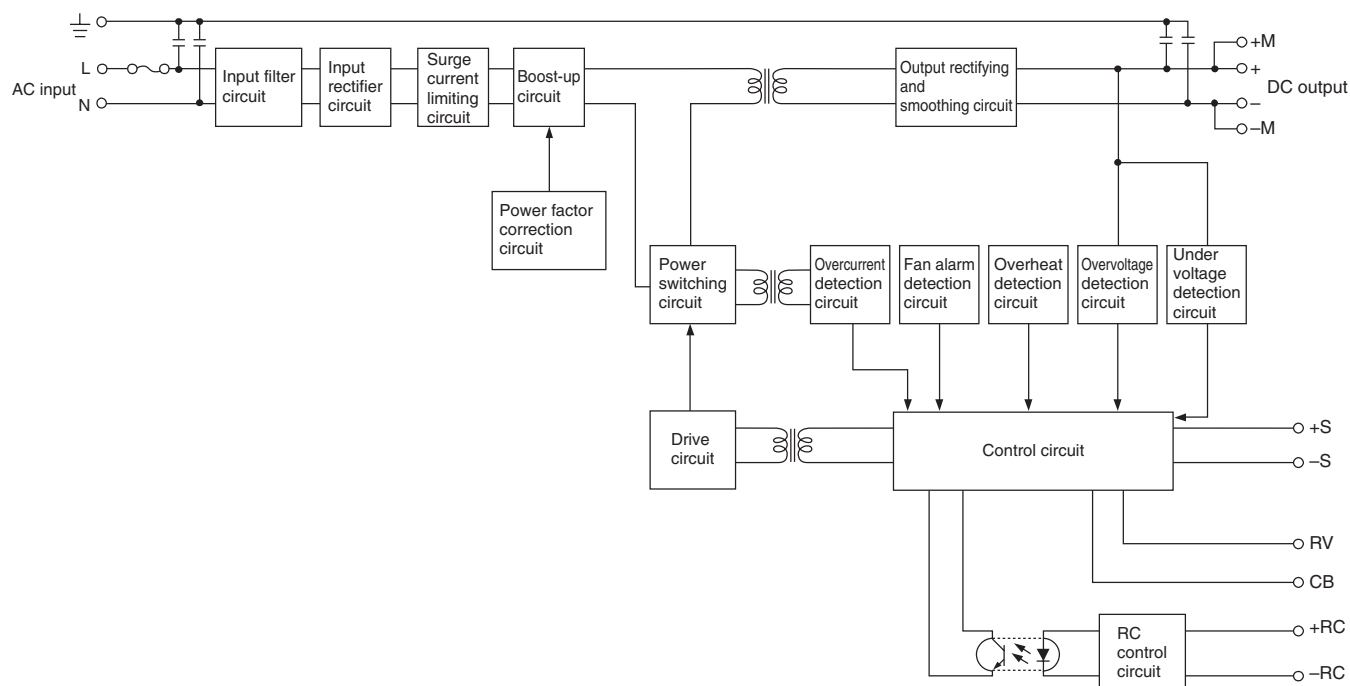 +M
L
+
AC input
DC output
N
–
–M
Input filter
circuit
Input
rectifier
circuit
Surge
current
limiting
circuit
Boost-up
circuit
Output rectifying
and
smoothing circuit
Power factor
correction
circuit
Power
switching
circuit
Overcurrent
detection
circuit
Fan alarm
detection
circuit
Overheat
detection
circuit
Overvoltage
detection
circuit
Under
voltage
detection
circuit
Drive
circuit
Control circuit
+S
–S
RV
CB
RC
control
circuit
+RC
–RC